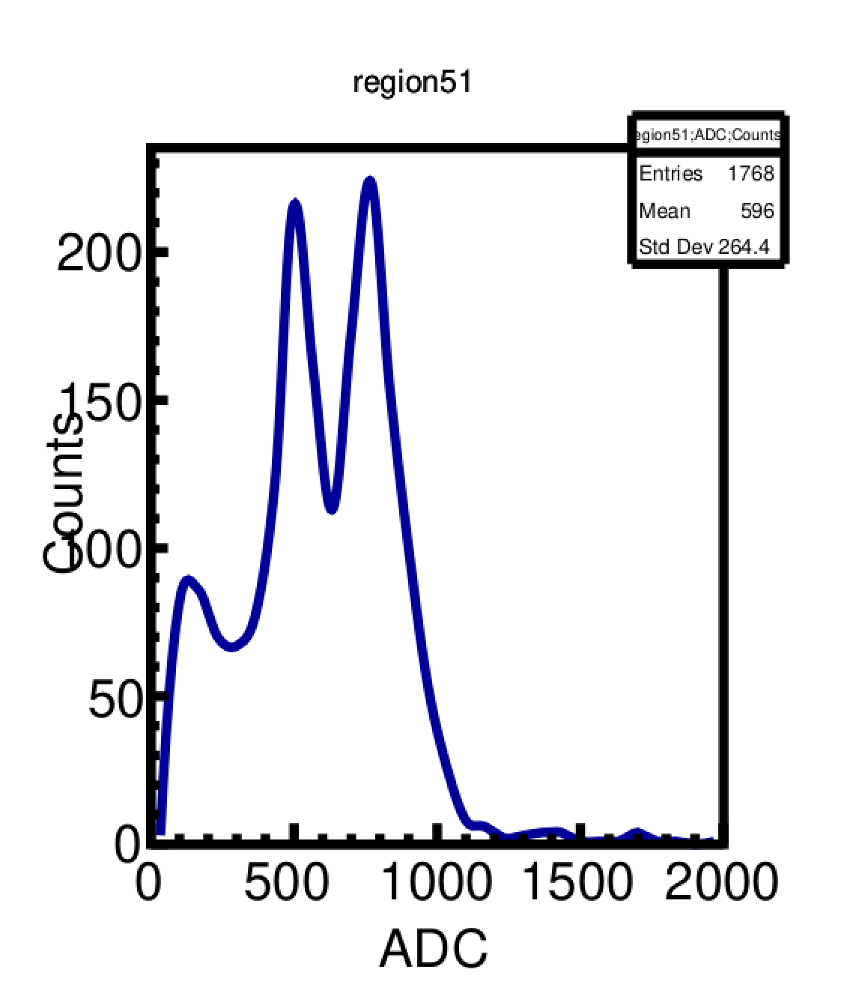 region51
egion51;ADC;Counts
Entries 1768
Mean 596
Std Dev 264.4
200
150
100
50
0
Counts
0 500 1000 1500 2000
ADC